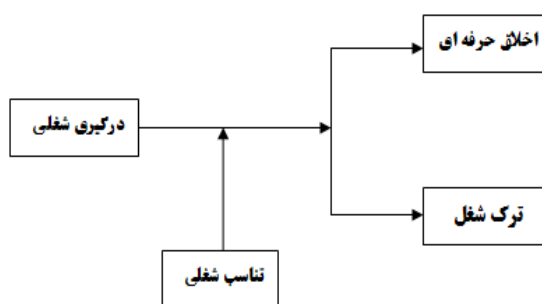 اخلاق حرفه ای
درگیری شغلی
ترک شغل
تناسب شغلی